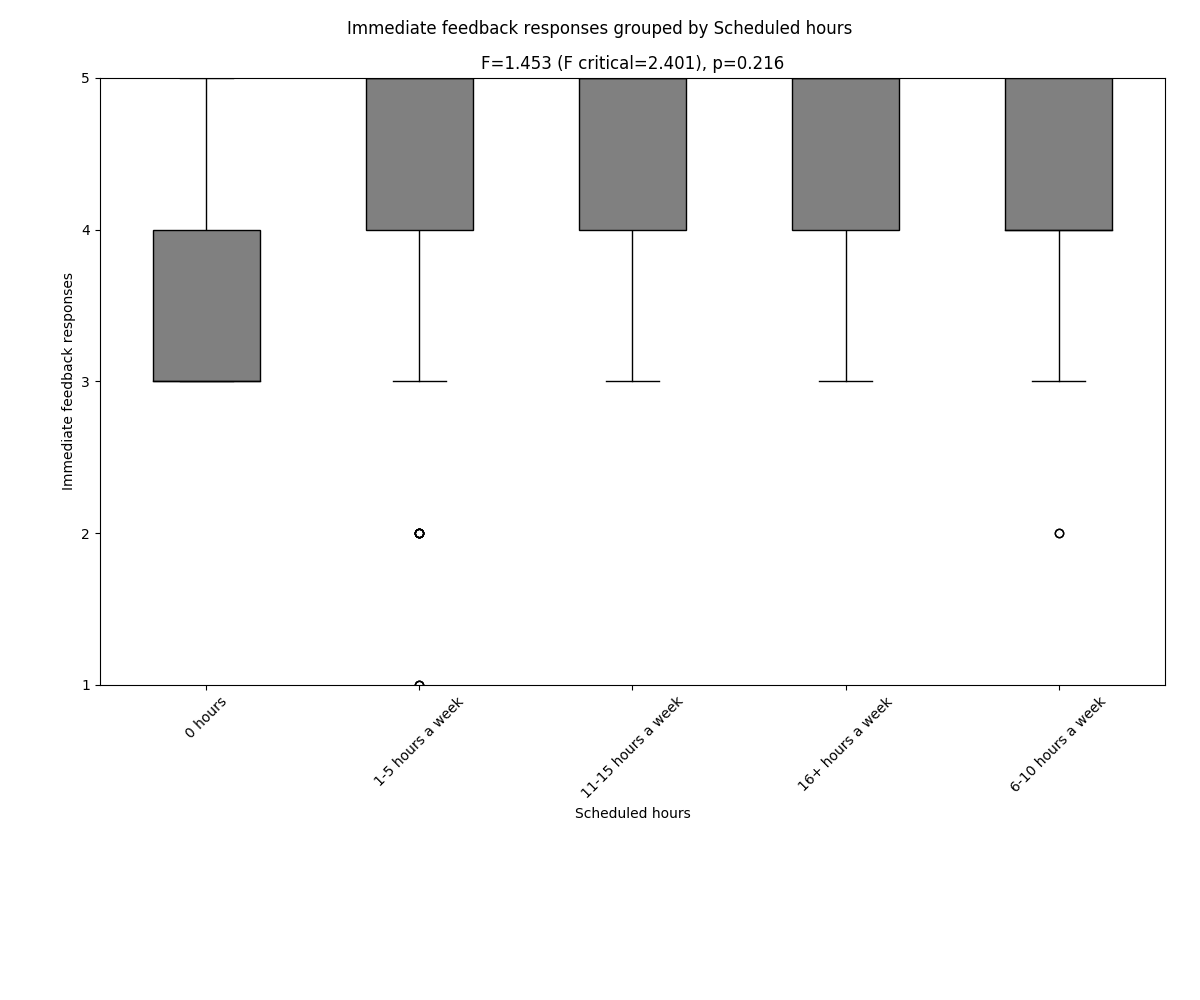 Immediate feedback responses grouped by Scheduled hours
F=1.453 (F critical=2.401), p=0.216
5
4
3
2
1
Immediate feedback responses
0 hours
1-5 hours a week
11-15 hours a week
16+ hours a week
6-10 hours a week
Scheduled hours